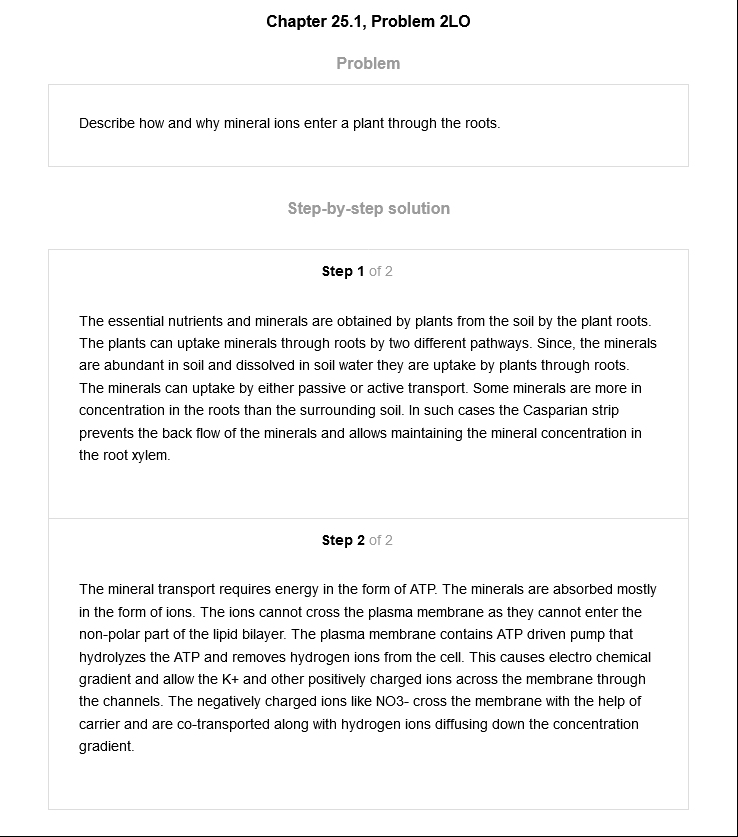 Chapter 25.1, Problem 2LO
Problem
Describe how and why mineral ions enter a plant through the roots.
Step-by-step solution
Step 1 of 2
The essential nutrients and minerals are obtained by plants from the soil by the plant roots.
The plants can uptake minerals through roots by two different pathways. Since, the minerals
are abundant in soil and dissolved in soil water they are uptake by plants through roots.
The minerals can uptake by either passive or active transport. Some minerals are more in
concentration in the roots than the surrounding soil. In such cases the Casparian strip
prevents the back flow of the minerals and allows maintaining the mineral concentration in
the root xylem.
Step 2 of 2
The mineral transport requires energy in the form of ATP. The minerals are absorbed mostly
in the form of ions. The ions cannot cross the plasma membrane as they cannot enter the
non-polar part of the lipid bilayer. The plasma membrane contains ATP driven pump that
hydrolyzes the ATP and removes hydrogen ions from the cell. This causes electro chemical
gradient and allow the K+ and other positively charged ions across the membrane through
the channels. The negatively charged ions like NO3- cross the membrane with the help of
carrier and are co-transported along with hydrogen ions diffusing down the concentration
gradient.